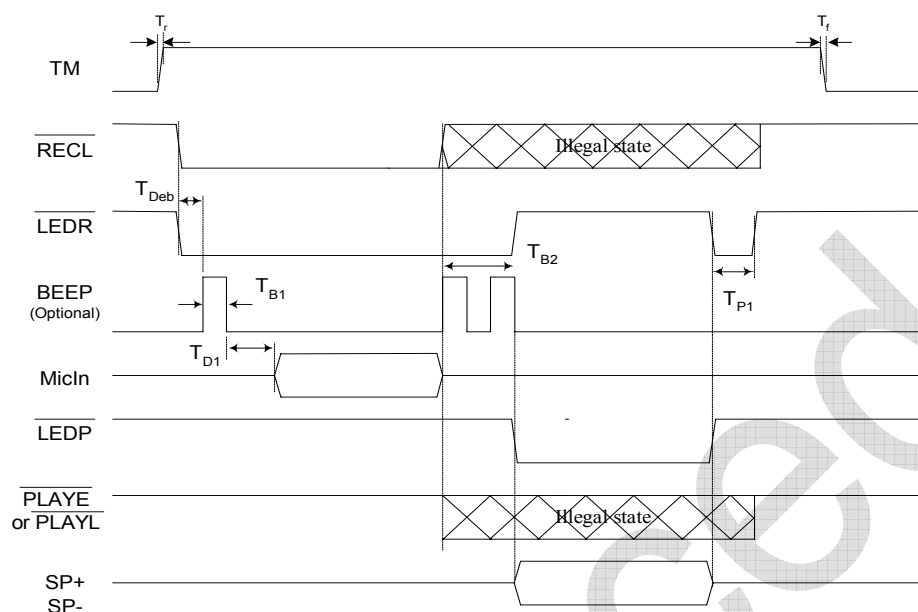 Tr
Tf
TM
RECL
Illegal state
TDeb
LEDR
TB2
BEEP
(Optional)
TB1
TP1
TD1
MicIn
LEDP
PLAYE
or PLAYL
Illegal state
SP+
SP-